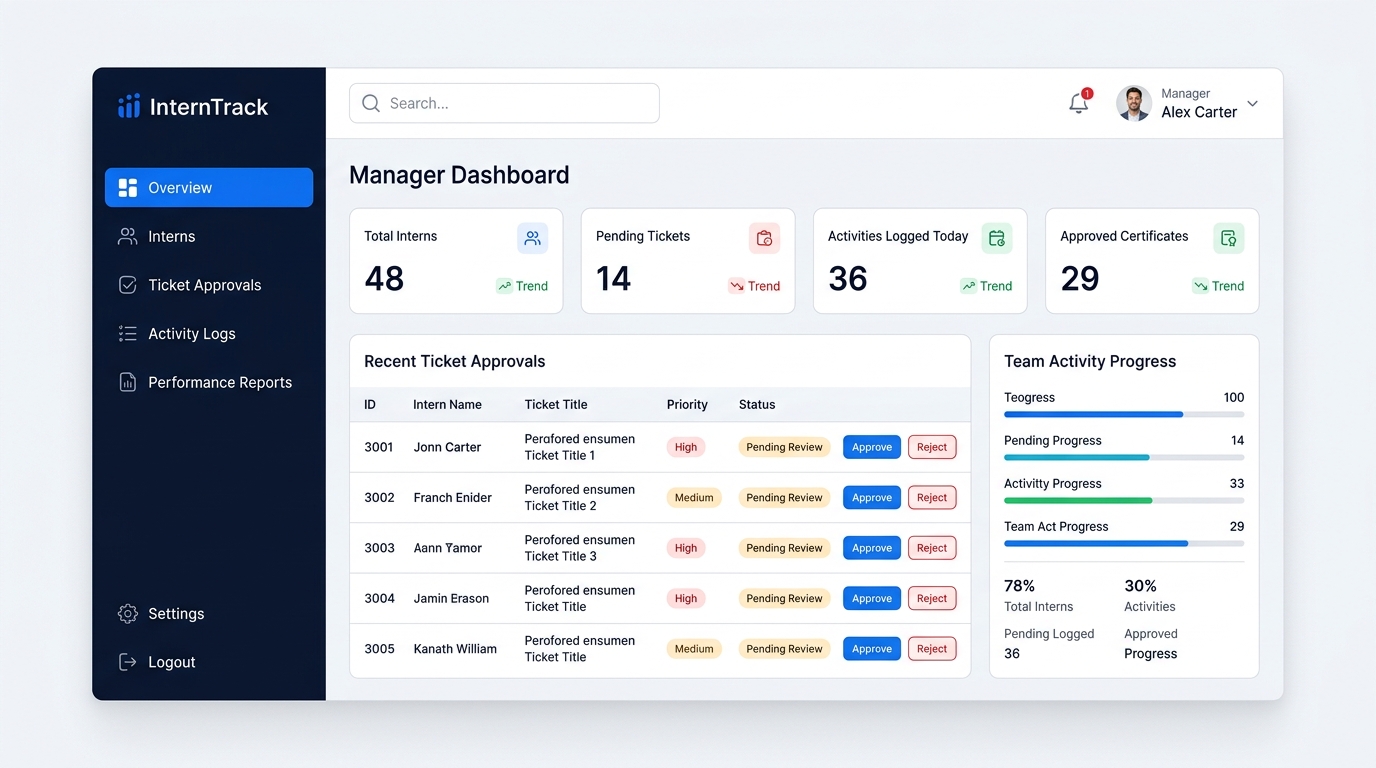 InternTrack
Overview
Interns
Ticket Approvals
Activity Logs
Performance Reports
Settings
Logout
Search...
1
Manager
Alex Carter
Manager Dashboard
Total Interns
48
Trend
Pending Tickets
14
Trend
Activities Logged Today
36
Trend
Approved Certificates
29
Trend
Recent Ticket Approvals
ID Intern Name Ticket Title Priority Status
3001 Jonn Carter Perafored ensumen High Pending Review Approve Reject
Ticket Title 1
3002 Franch Enider Perofored ensumen Medium Pending Review Approve Reject
Ticket Title 2
3003 Aann Yamor Perofored ensumen High Pending Review Approve Reject
Ticket Title 3
3004 Jamin Erason Perofored ensumen High Pending Review Approve Reject
Ticket Title
3005 Kanath William Perofored ensumen Medium Pending Review Approve Reject
Ticket Title
Team Activity Progress
Teogress 100
Pending Progress 14
Activitty Progress 33
Team Act Progress 29
78% 30%
Total Interns Activities
Pending Logged Approved
36 Progress